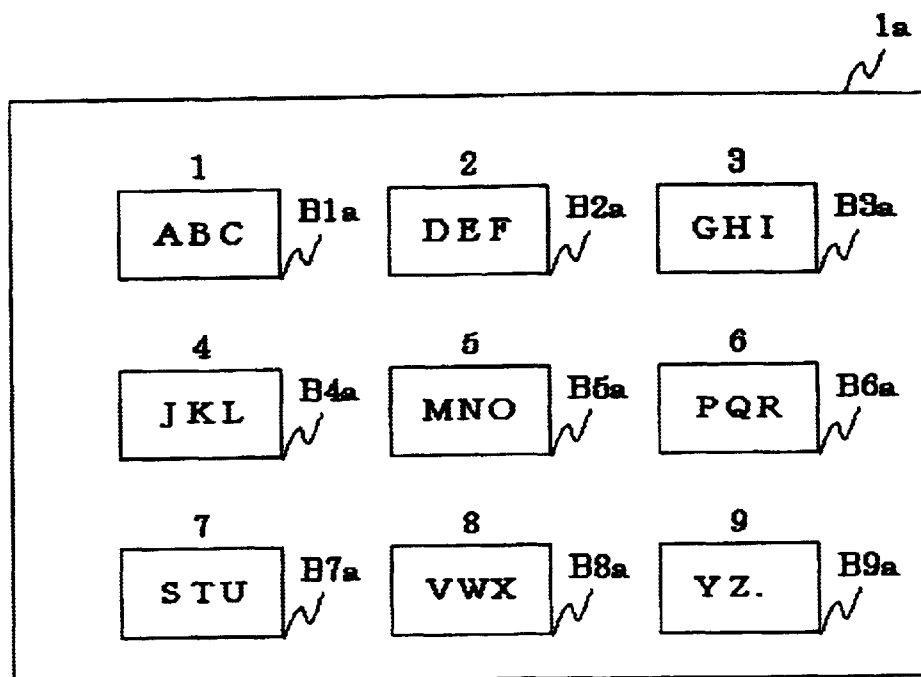 1a
1 2 3
ABC B1a DEF B2a GHI B3a
4 5 6
JKL B4a MNO B5a PQR B6a
7 8 9
STU B7a VWX B8a YZ. B9a